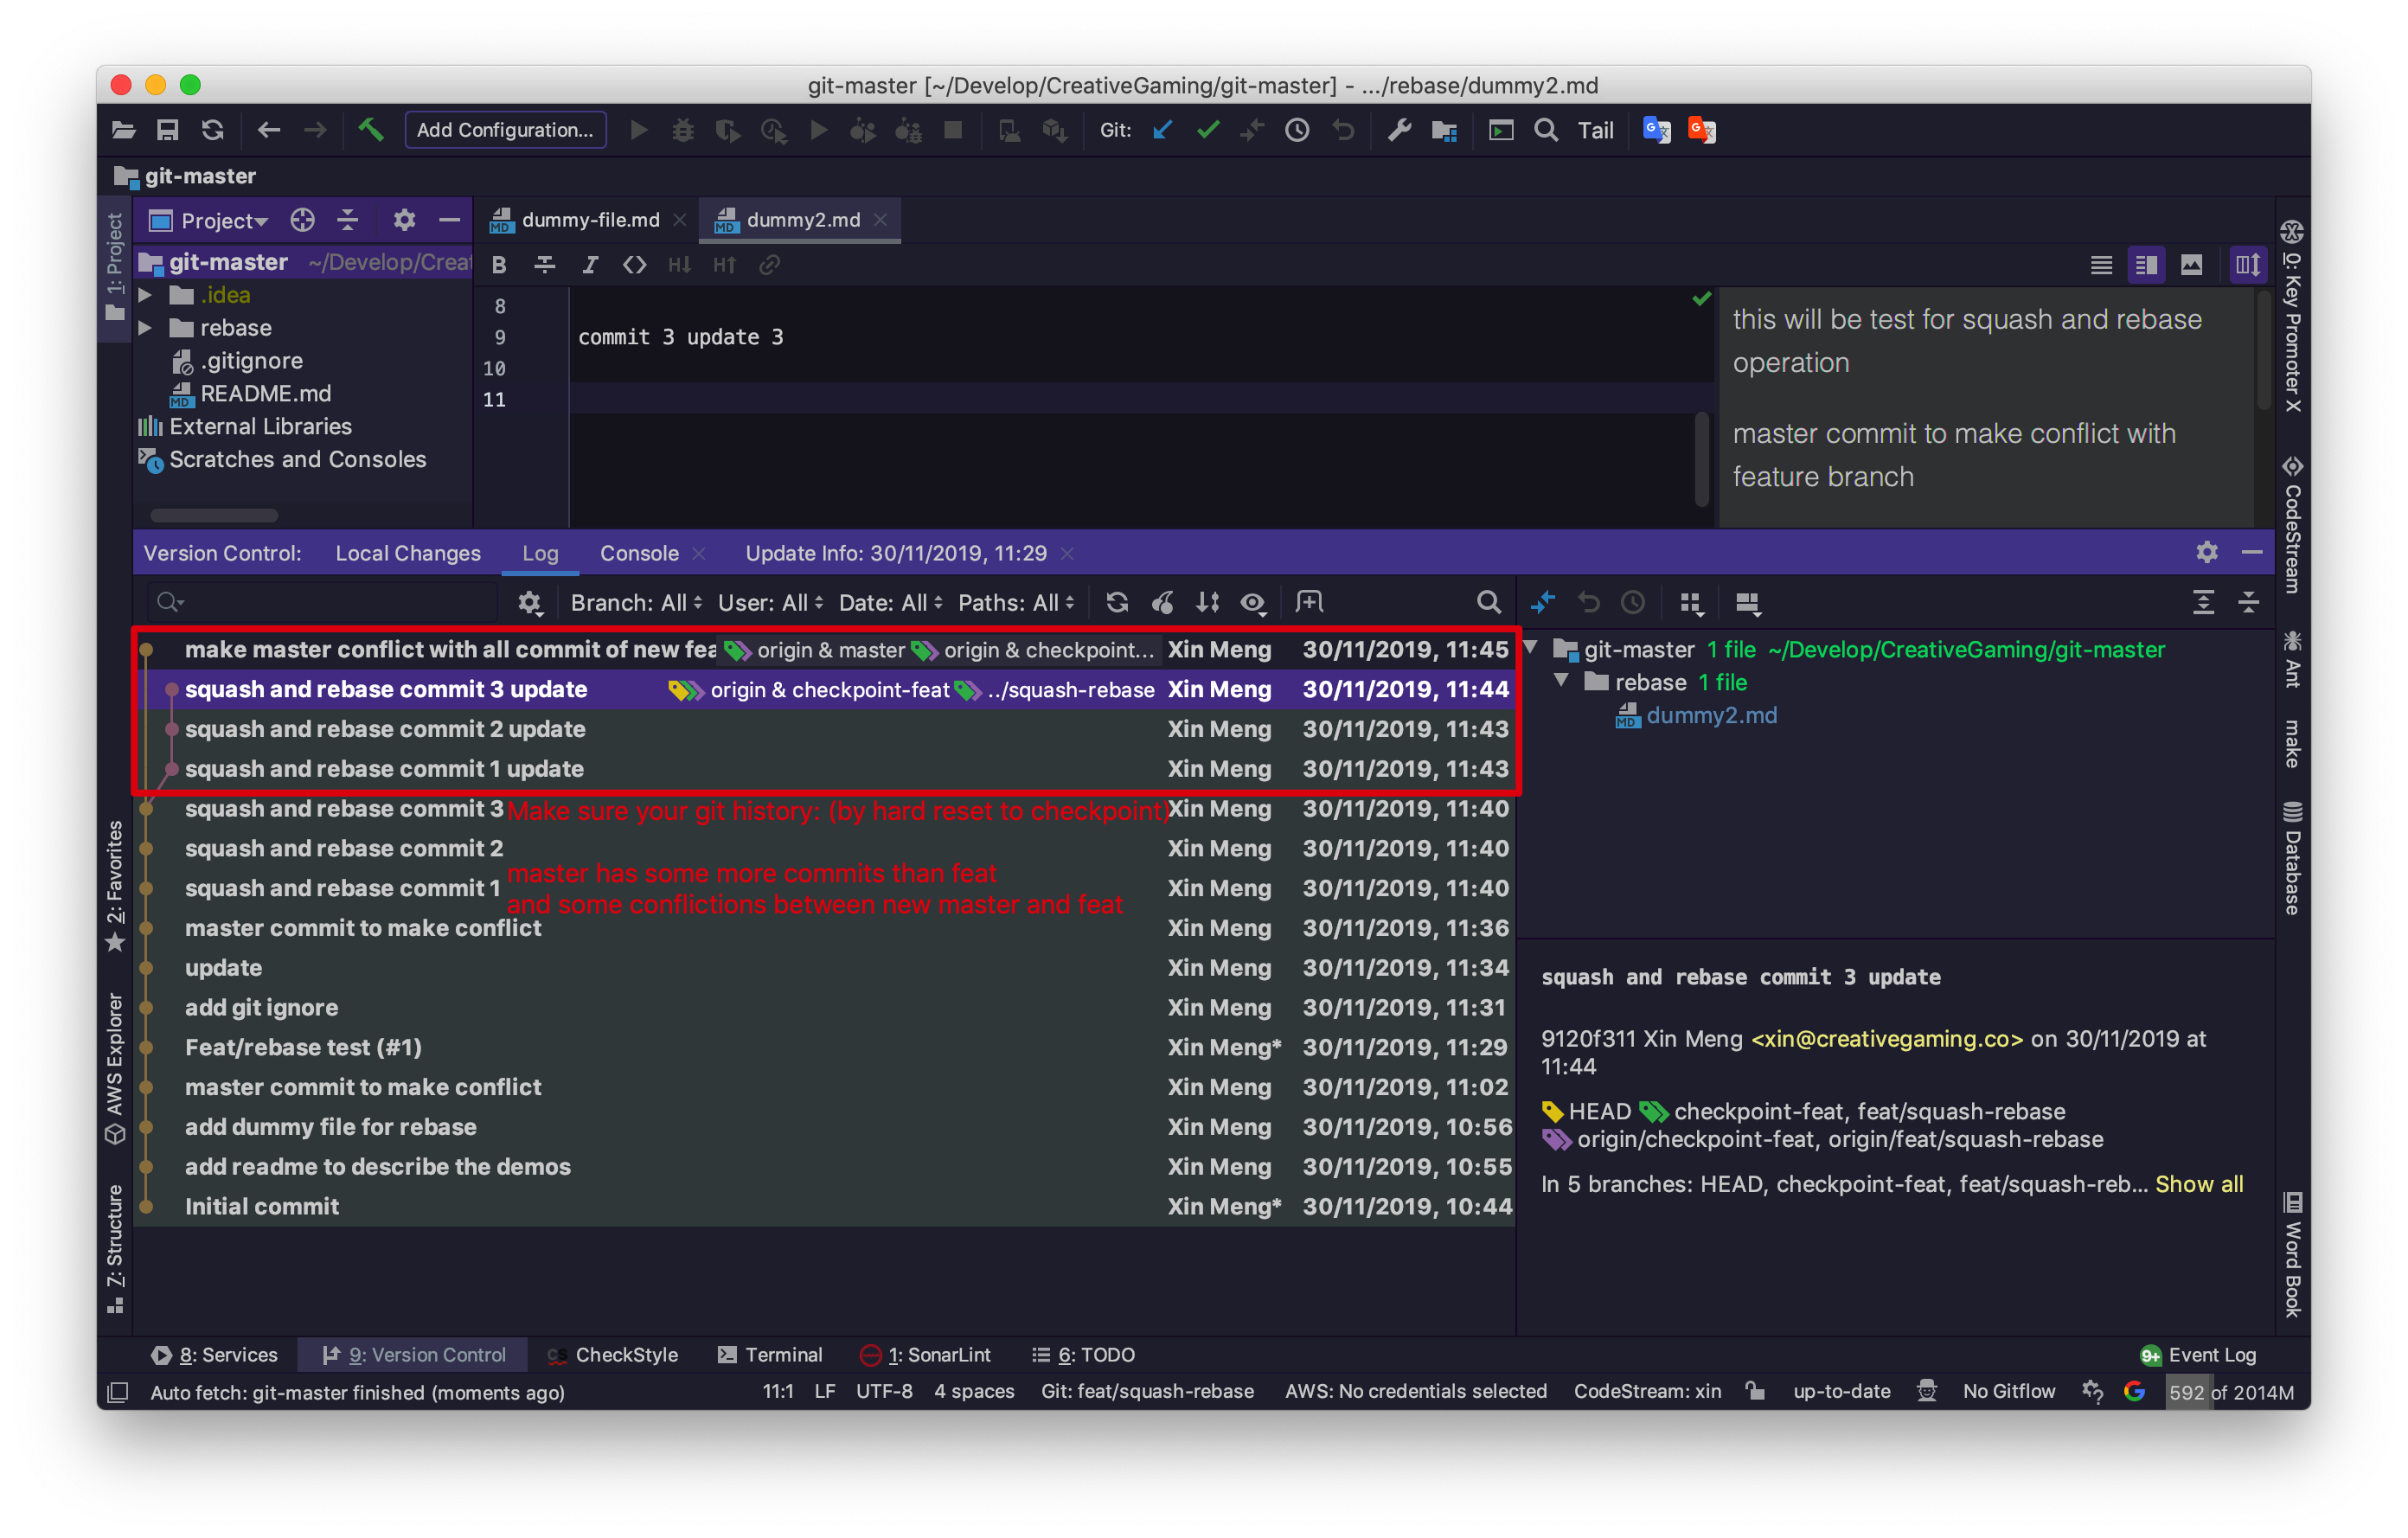 git-master [~/Develop/CreativeGaming/git-master] - .../rebase/dummy2.md
Add Configuration...
Git:
Tail
git-master
1: Project
Project
dummy-file.md
dummy2.md
git-master ~/Develop/Creat
.idea
rebase
.gitignore
README.md
External Libraries
Scratches and Consoles
B I <> H↓ H↑
8
9 commit 3 update 3
10
11
this will be test for squash and rebase
operation
master commit to make conflict with
feature branch
0: Key Promoter X
CodeStream
Ant
make
Database
Word Book
Version Control: Local Changes Log Console Update Info: 30/11/2019, 11:29
Branch: All User: All Date: All Paths: All
make master conflict with all commit of new fea origin & master origin & checkpoint... Xin Meng 30/11/2019, 11:45
squash and rebase commit 3 update origin & checkpoint-feat ../squash-rebase Xin Meng 30/11/2019, 11:44
squash and rebase commit 2 update Xin Meng 30/11/2019, 11:43
squash and rebase commit 1 update Xin Meng 30/11/2019, 11:43
squash and rebase commit 3 Xin Meng 30/11/2019, 11:40
Make sure your git history: (by hard reset to checkpoint)
squash and rebase commit 2 Xin Meng 30/11/2019, 11:40
master has some more commits than feat
squash and rebase commit 1 Xin Meng 30/11/2019, 11:40
and some conflictions between new master and feat
master commit to make conflict Xin Meng 30/11/2019, 11:36
update Xin Meng 30/11/2019, 11:34
add git ignore Xin Meng 30/11/2019, 11:31
Feat/rebase test (#1) Xin Meng* 30/11/2019, 11:29
master commit to make conflict Xin Meng 30/11/2019, 11:02
add dummy file for rebase Xin Meng 30/11/2019, 10:56
add readme to describe the demos Xin Meng 30/11/2019, 10:55
Initial commit Xin Meng* 30/11/2019, 10:44
git-master 1 file ~/Develop/CreativeGaming/git-master
rebase 1 file
dummy2.md
squash and rebase commit 3 update
9120f311 Xin Meng <xin@creativegaming.co> on 30/11/2019 at
11:44
HEAD checkpoint-feat, feat/squash-rebase
origin/checkpoint-feat, origin/feat/squash-rebase
In 5 branches: HEAD, checkpoint-feat, feat/squash-reb... Show all
2: Favorites
AWS Explorer
7: Structure
8: Services 9: Version Control CheckStyle Terminal 1: SonarLint 6: TODO 9+ Event Log
Auto fetch: git-master finished (moments ago) 11:1 LF UTF-8 4 spaces Git: feat/squash-rebase AWS: No credentials selected CodeStream: xin up-to-date No Gitflow 592 of 2014M